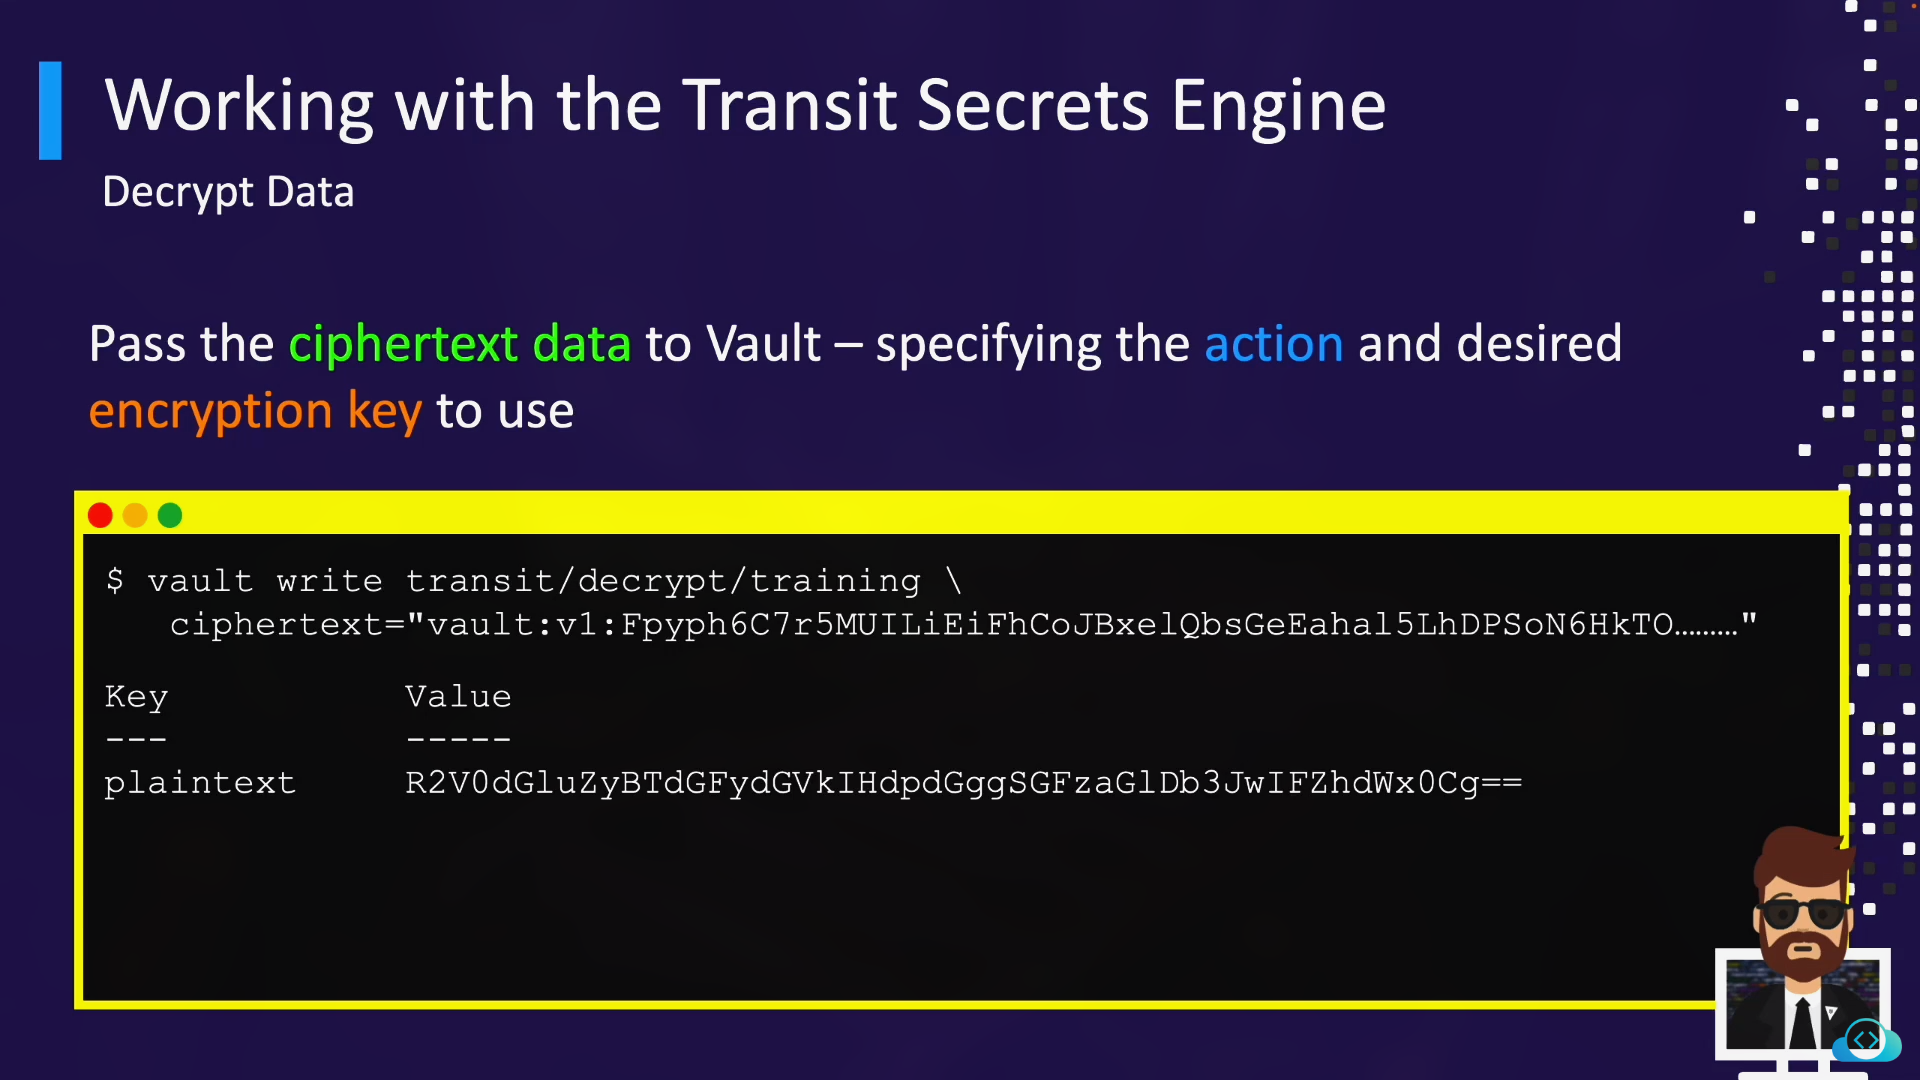 Working with the Transit Secrets Engine
Decrypt Data
Pass the ciphertext data to Vault – specifying the action and desired
encryption key to use
$ vault write transit/decrypt/training \
ciphertext="vault:v1:Fpyph6C7r5MUILiEiFhCoJBxelQbsGeEahal5LhDPSoN6HkTO………"
Key Value
--- -----
plaintext R2V0dGluZyBTdGFydGVkIHdpdGggSGFzaGlDb3JwIFZhdWx0Cg==